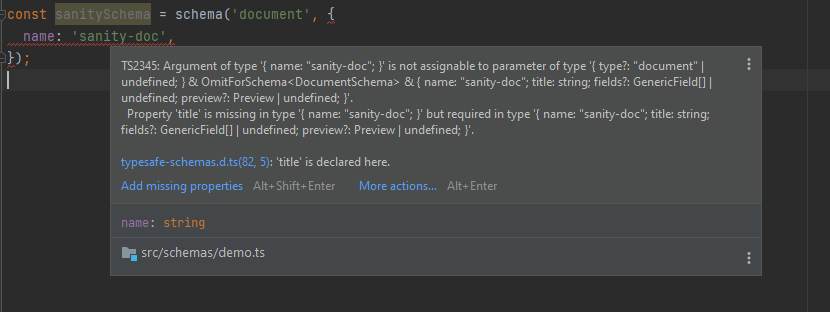 const sanitySchema = schema('document', {
  name: 'sanity-doc',
});
TS2345: Argument of type '{ name: "sanity-doc"; }' is not assignable to parameter of type '{ type?: "document" |
undefined; } & OmitForSchema<DocumentSchema> & { name: "sanity-doc"; title: string; fields?: GenericField[] |
undefined; preview?: Preview | undefined; }'.
  Property 'title' is missing in type '{ name: "sanity-doc"; }' but required in type '{ name: "sanity-doc"; title: string;
fields?: GenericField[] | undefined; preview?: Preview | undefined; }'.
typesafe-schemas.d.ts(82, 5): 'title' is declared here.
Add missing properties Alt+Shift+Enter More actions... Alt+Enter
name: string
src/schemas/demo.ts